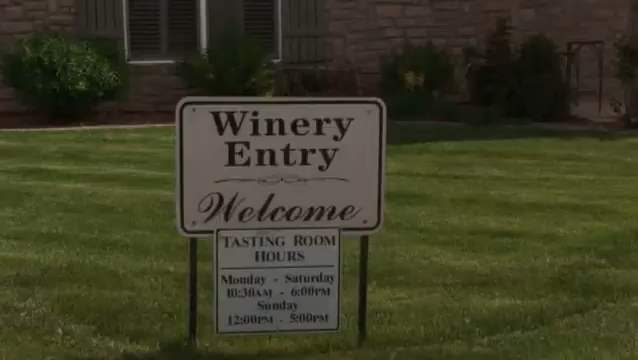 Winery
Entry
Welcome
TASTING ROOM
HOURS
Monday - Saturday
10:30AM - 6:00PM
Sunday
12:00PM - 5:00PM